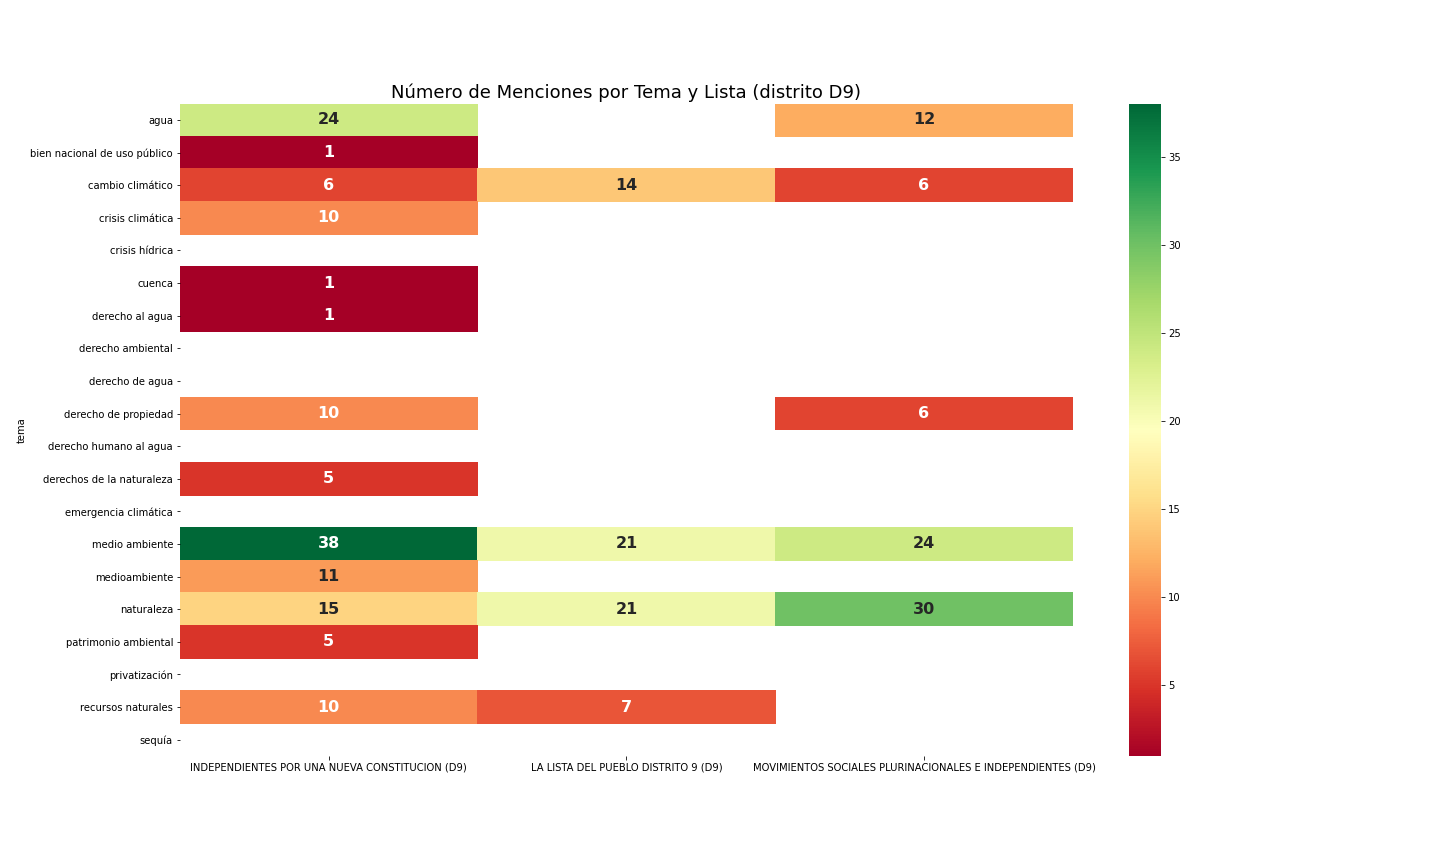 Número de Menciones por Tema y Lista (distrito D9)
agua 24 12
bien nacional de uso público 1
cambio climático 6 14 6
crisis climática 10
crisis hídrica
cuenca 1
derecho al agua 1
derecho ambiental
derecho de agua
derecho de propiedad 10 6
derecho humano al agua
derechos de la naturaleza 5
emergencia climática
medio ambiente 38 21 24
medioambiente 11
naturaleza 15 21 30
patrimonio ambiental 5
privatización
recursos naturales 10 7
sequía
tema
INDEPENDIENTES POR UNA NUEVA CONSTITUCION (D9) LA LISTA DEL PUEBLO DISTRITO 9 (D9) MOVIMIENTOS SOCIALES PLURINACIONALES E INDEPENDIENTES (D9)
35
30
25
20
15
10
5